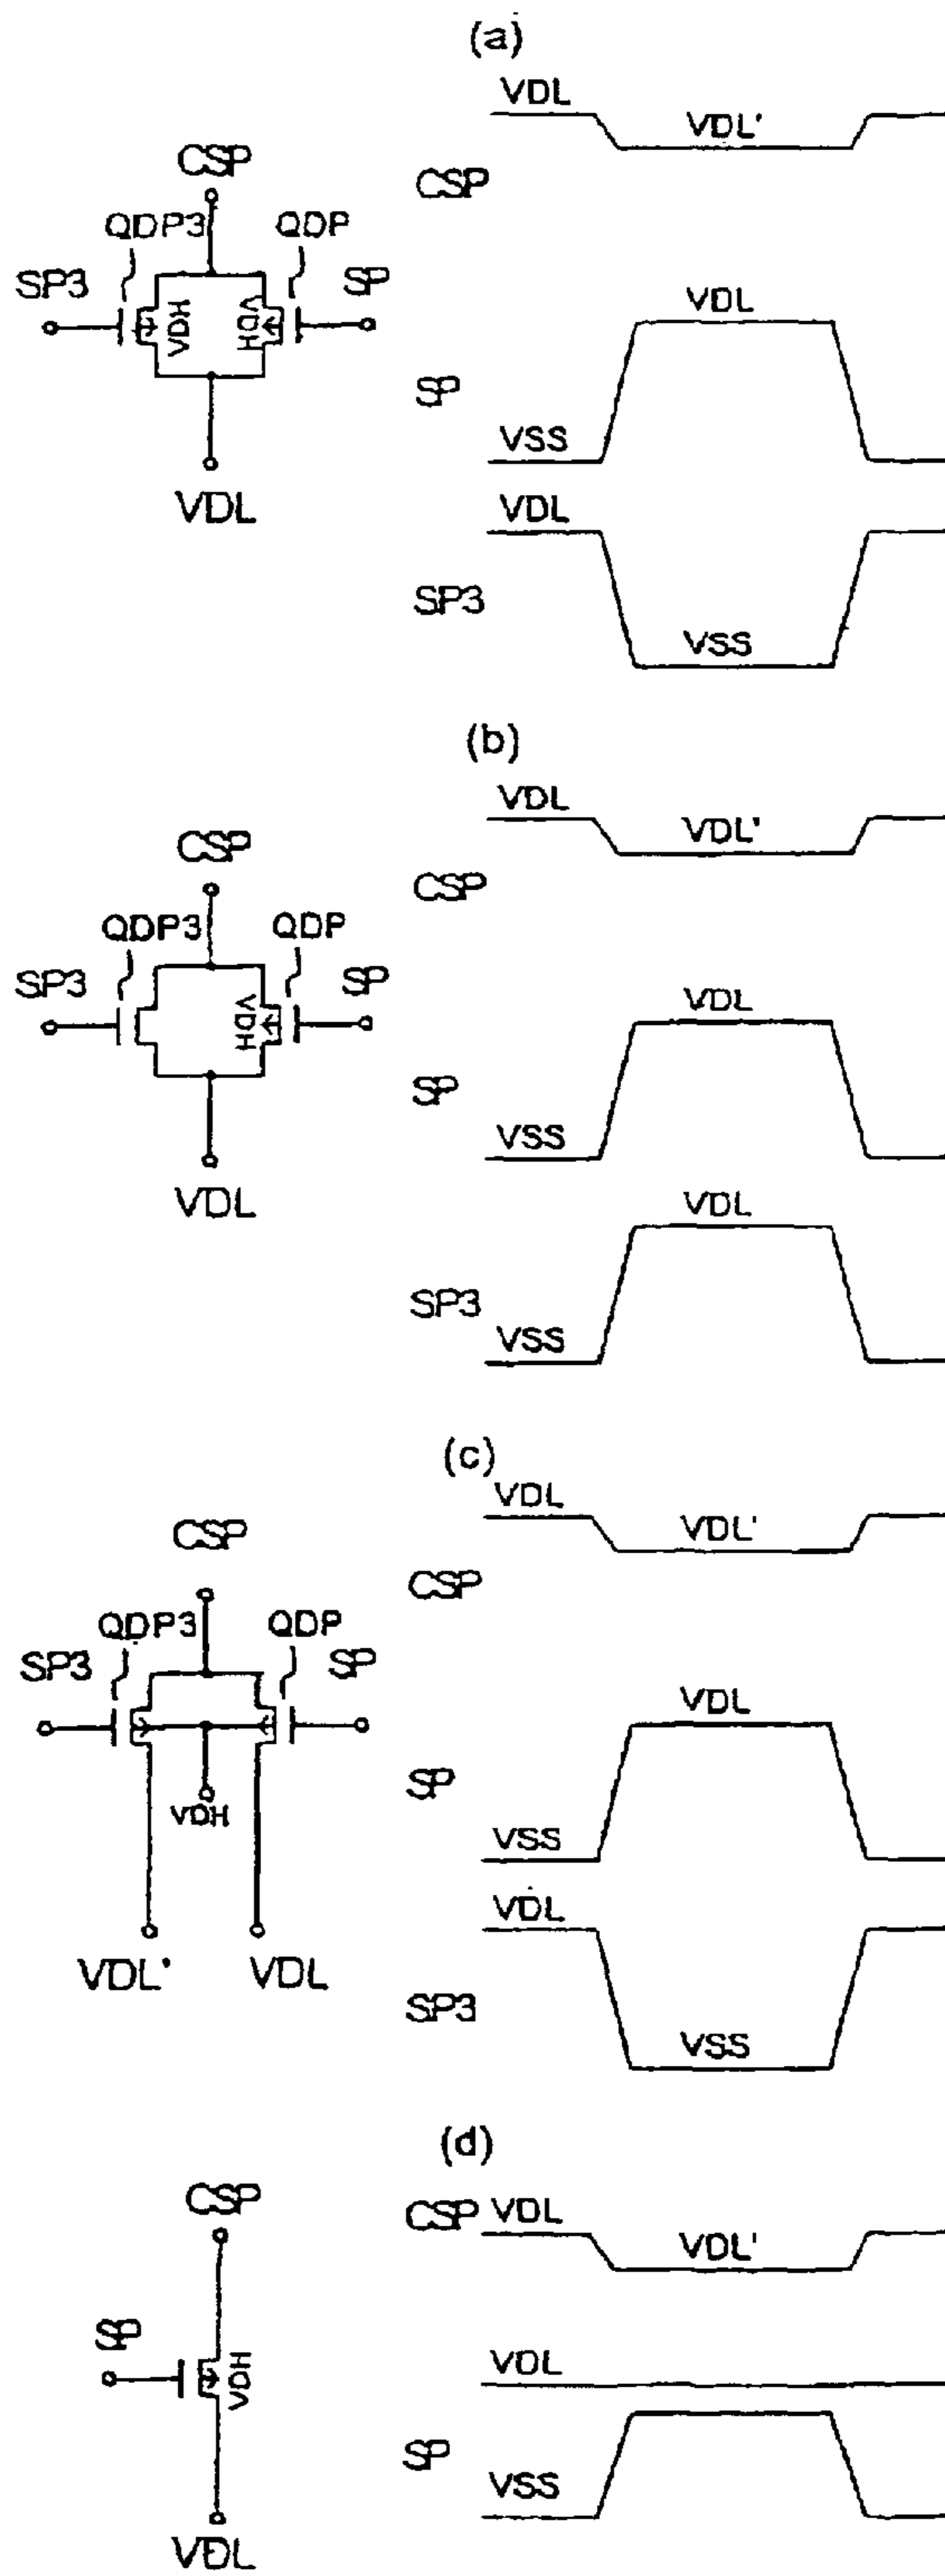 (a)
VDL
VDL'
CSP
CSP
QDP3
QDP
SP3
SP
VDH
VDH
VDL
VDL
SP
VSS
VDL
SP3
VSS
(b)
VDL
VDL'
CSP
CSP
QDP3
QDP
SP3
SP
VDH
VDL
VDL
SP
VSS
VDL
SP3
VSS
(c)
VDL
VDL'
CSP
CSP
QDP3
QDP
SP3
SP
VDH
VDL'
VDL
VDL
SP
VSS
VDL
SP3
VSS
(d)
CSP
CSP
VDL
VDL'
SP
VDH
VDL
VDL
SP
VSS